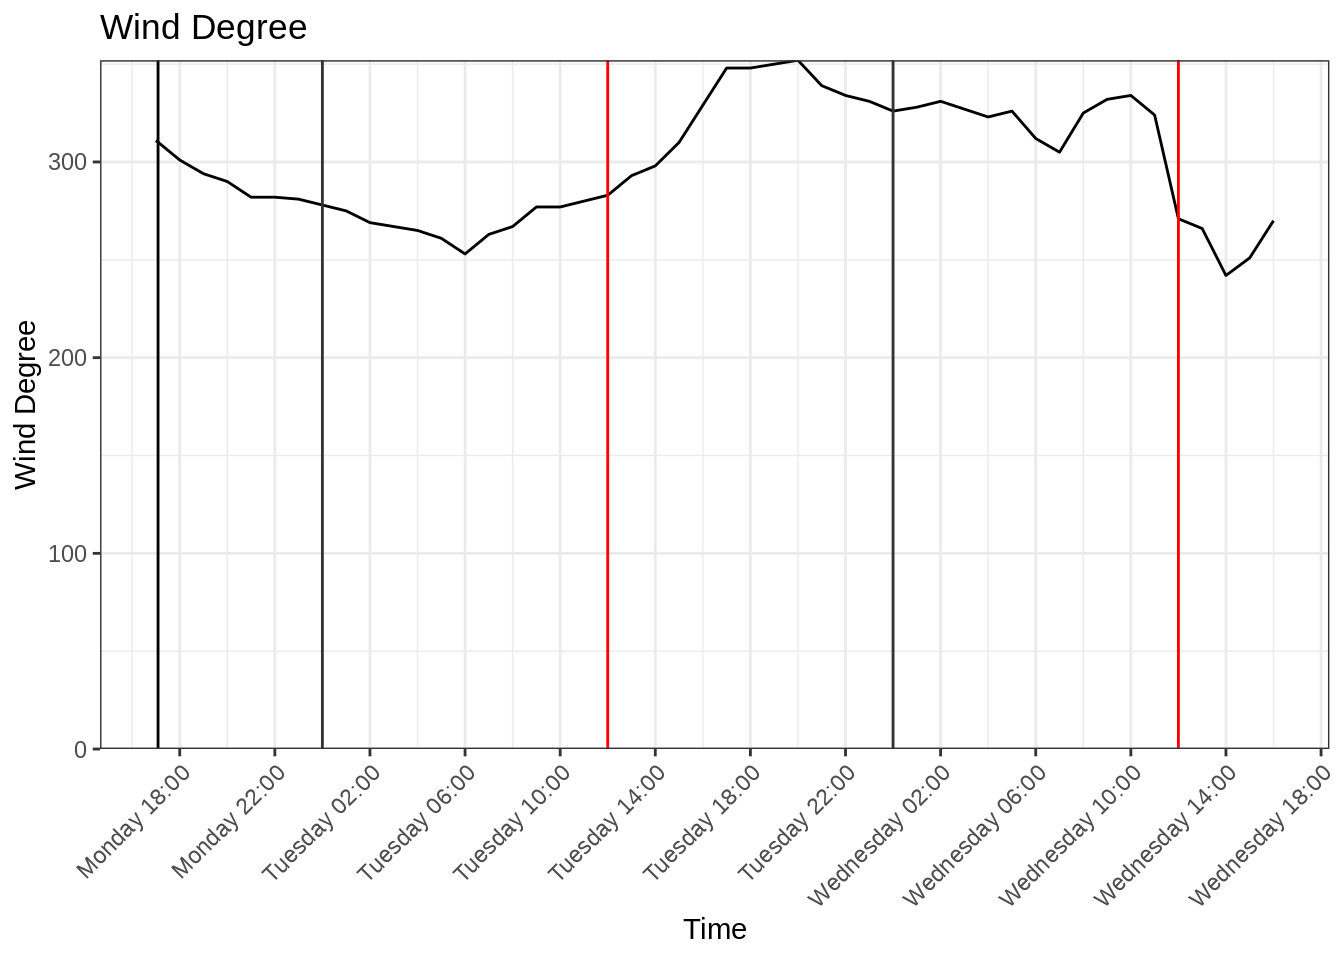 Wind Degree
Wind Degree
300
200
100
0
Monday 18:00
Monday 22:00
Tuesday 02:00
Tuesday 06:00
Tuesday 10:00
Tuesday 14:00
Tuesday 18:00
Tuesday 22:00
Wednesday 02:00
Wednesday 06:00
Wednesday 10:00
Wednesday 14:00
Wednesday 18:00
Time